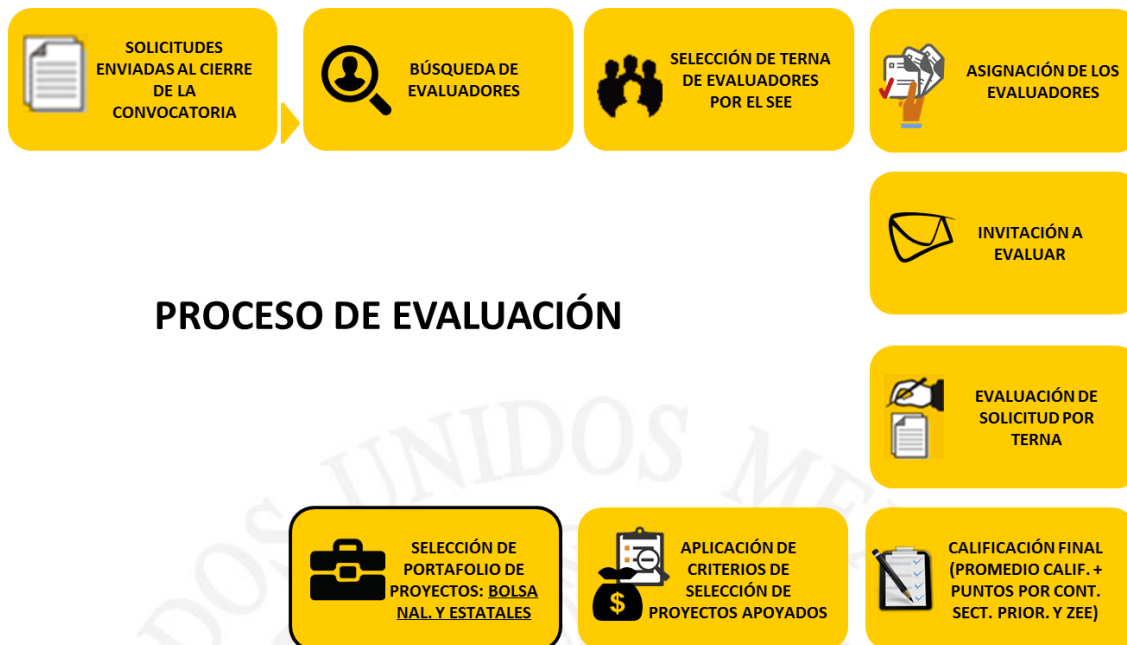 SOLICITUDES
ENVIADAS AL CIERRE
DE LA
CONVOCATORIA
BÚSQUEDA DE
EVALUADORES
SELECCIÓN DE TERNA
DE EVALUADORES
POR EL SEE
ASIGNACIÓN DE LOS
EVALUADORES
INVITACIÓN A
EVALUAR
PROCESO DE EVALUACIÓN
EVALUACIÓN DE
SOLICITUD POR
TERNA
SELECCIÓN DE
PORTAFOLIO DE
PROYECTOS: BOLSA
NAL. Y ESTATALES
$
APLICACIÓN DE
CRITERIOS DE
SELECCIÓN DE
PROYECTOS APOYADOS
CALIFICACIÓN FINAL
(PROMEDIO CALIF. +
PUNTOS POR CONT.
SECT. PRIOR. Y ZEE)
DOS UNIDOS ME